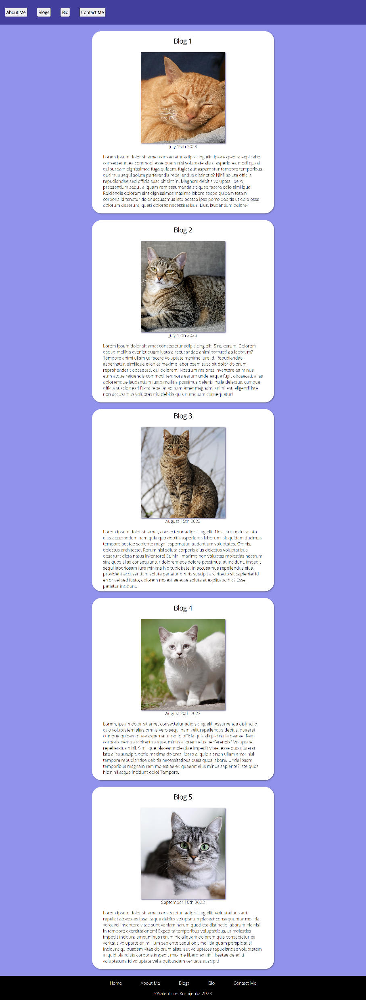 About Me Blogs Bio Contact Me
Blog 1
July 15th 2023
Lorem ipsum dolor sit amet consectetur adipisicing elit. Ipsa expedita explicabo
consectetur, ea commodi esse quam nisi voluptate alias, asperiores modi quasi
quibusdam dignissimos fuga quidem, fugiat aut aspernatur tempore temporibus
ducimus sequi soluta perferendis repellendus distinctio? Nihil soluta officiis
repudiandae sed officia suscipit sint in. Magnam debitis voluptas libero
praesentium sequi, aliquam rem assumenda sit quae facere odio similique!
Reiciendis dolorem sint dignissimos maxime labore saepe quidem totam
corporis id tenetur dolor accusamus iste beatae ipsa porro debitis ut odio esse
dolorum deserunt, quasi dolores necessitatibus. Eius, laudantium dolore?
Blog 2
July 17th 2023
Lorem ipsum dolor sit amet consectetur adipisicing elit. Sint, earum. Dolorem
eaque mollitia eveniet quam iusto a recusandae animi corrupti ab laborum?
Tempore animi ullam ut facere voluptate maxime iure id. Repudiandae
aspernatur, similique eveniet maxime laboriosam suscipit dolor dolorum
reprehenderit obcaecati, qui dolorem. Nostrum maiores inventore ea minus
eum atque reiciendis commodi tempora earum unde eaque fugit obcaecati, alias
doloremque laudantium iusto mollitia possimus deleniti nulla delectus, cumque
officia suscipit est! Dicta repellat ad nam amet magnam, animi est, eligendi iste
non accusamus voluptas nisi debitis quis numquam consequatur!
Blog 3
August 15th 2023
Lorem ipsum dolor sit amet, consectetur adipisicing elit. Nesciunt optio soluta
eius accusantium nam quia quo debitis asperiores laborum, sit quidem ducimus
tempore beatae sapiente magni aspernatur laudantium voluptates. Omnis,
delectus architecto. Rerum nisi soluta corporis eius delectus voluptatibus
deserunt dicta natus inventore! Et, nihil maxime non voluptas molestias nostrum
sint quos alias consequuntur dolorem eos dolore possimus, at incidunt, impedit
sequi laboriosam iure minima hic cupiditate. In accusamus repellendus eius,
provident accusantium soluta pariatur omnis suscipit architecto sit sapiente! Id
error vel sed iusto, dolorem molestiae esse soluta at explicabo hic? Esse,
pariatur incidunt.
Blog 4
August 20th 2023
Lorem, ipsum dolor sit amet consectetur adipisicing elit. Assumenda distinctio
quo voluptatem alias omnis vero sequi nam velit repellendus debitis, quaerat
cumque quidem quae aspernatur optio officia quis aliquid nulla beatae. Rem
corporis nemo architecto atque, minus aliquam eius perferendis? Voluptate,
repellendus nihil. Similique placeat molestiae impedit vitae, esse quo quaerat
iste alias suscipit, optio maxime dolores libero aliquid sit non ullam error nisi
tempora repudiandae debitis necessitatibus quas quos labore. Unde ipsam
temporibus magnam rem molestiae ex quaerat eius minus sapiente? Iste quos
hic nihil atque incidunt odio! Tempora.
Blog 5
September 10th 2023
Lorem ipsum dolor sit amet consectetur, adipisicing elit. Voluptatibus aut
repellat ab eos ex ipsa itaque debitis voluptatum placeat consequuntur mollitia
vero, vel inventore vitae sunt veniam harum quod est distinctio laborum hic nisi
in tempore exercitationem! Expedita temporibus voluptatibus, ut molestias
impedit incidunt amet minus rerum hic aliquam dolorem quis consectetur ea
veritatis voluptate enim illum sapiente sequi odit mollitia quam perspiciatis!
Incidunt quibusdam vitae dolorum alias, aut voluptates repudiandae voluptatem
aliquid blanditiis corporis impedit maxime libero ex nihil beatae deleniti
voluptatum! Id voluptate vel a quibusdam veritatis suscipit!
Home About Me Blogs Bio Contact Me
©Valentinas Kornijenka 2023